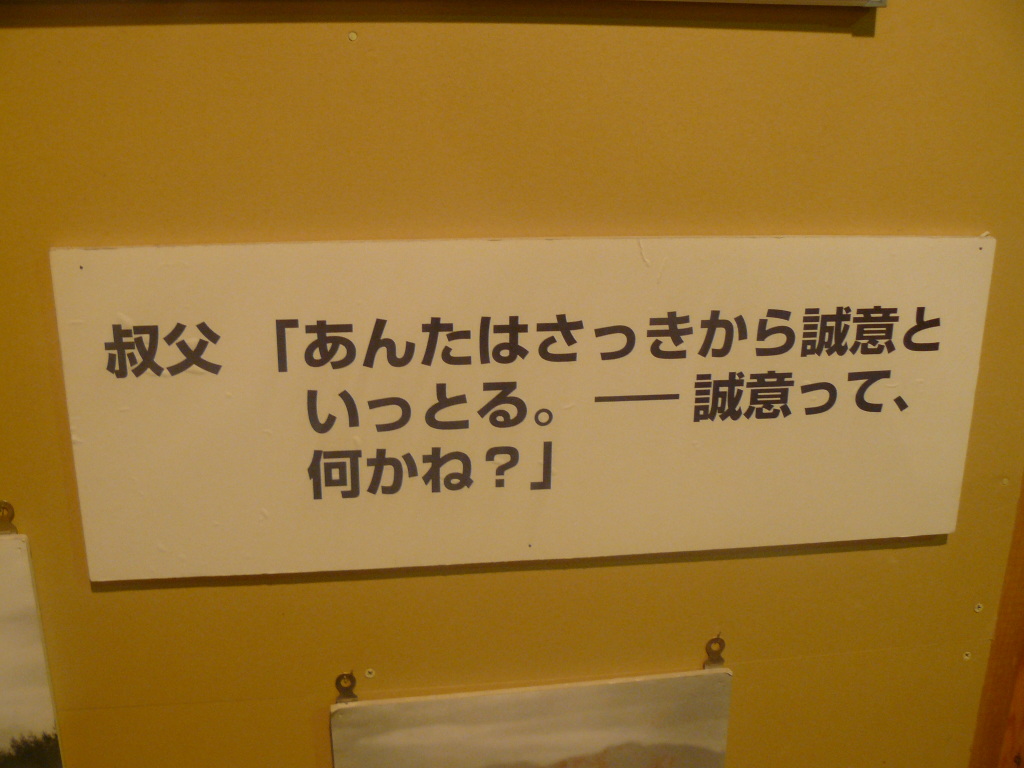 叔父 「あんたはさっきから誠意と
いっとる。――誠意って、
何かね？」